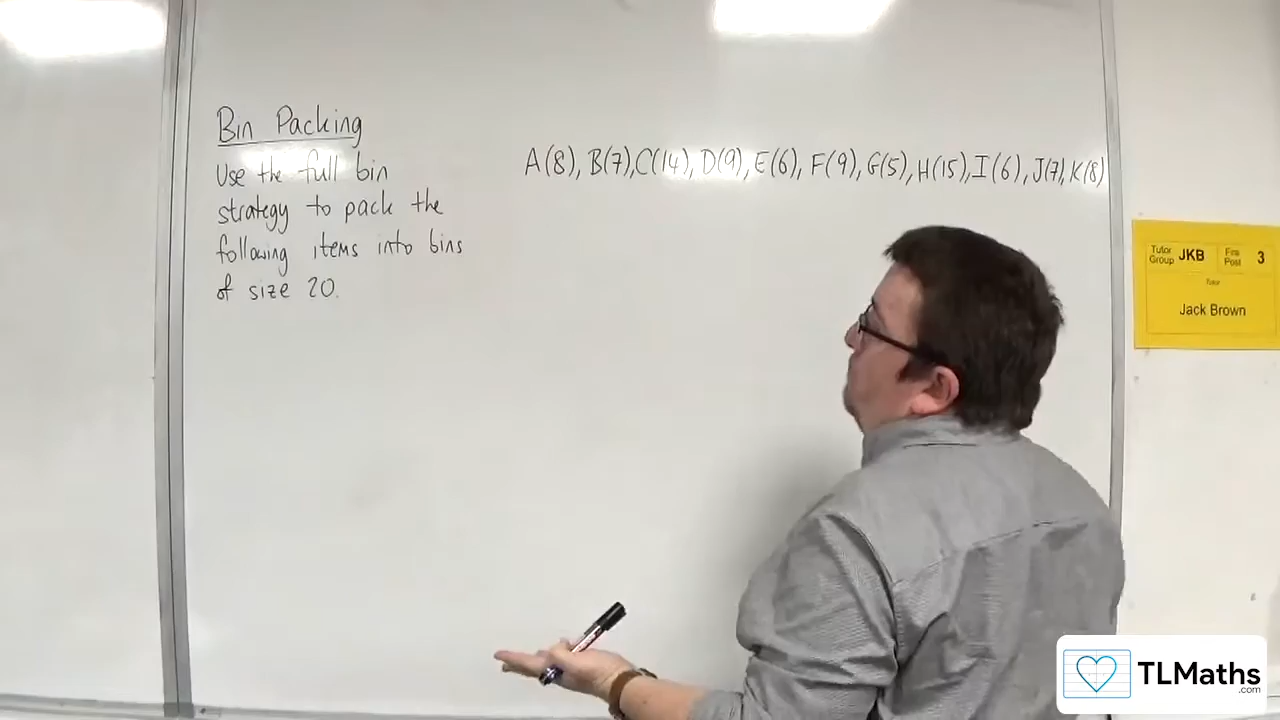 Bin Packing
Use the full bin
strategy to pack the
following items into bins
of size 20.
A(8), B(7), C(14), D(9), E(6), F(9), G(5), H(15), I(6), J(7), K(8)
Tutor Group JKB Fire Post 3
Tutor
Jack Brown
TLMaths
.com